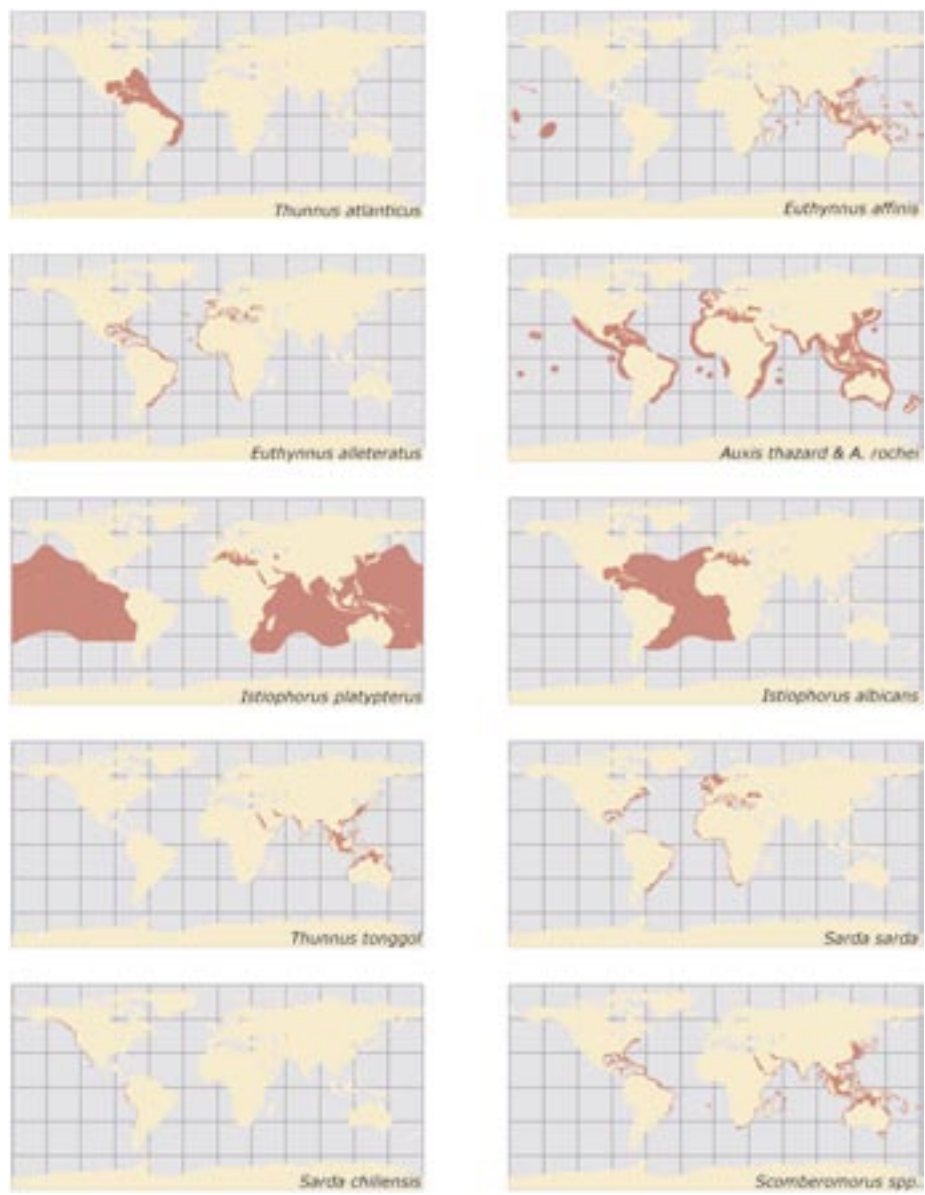 Thunnus atlanticus
Euthynnus affinis
Euthynnus alleteratus
Auxis thazard & A. rochei
Istiophorus platypterus
Istiophorus albicans
Thunnus tonggol
Sarda sarda
Sarda chiliensis
Scomberomorus spp.